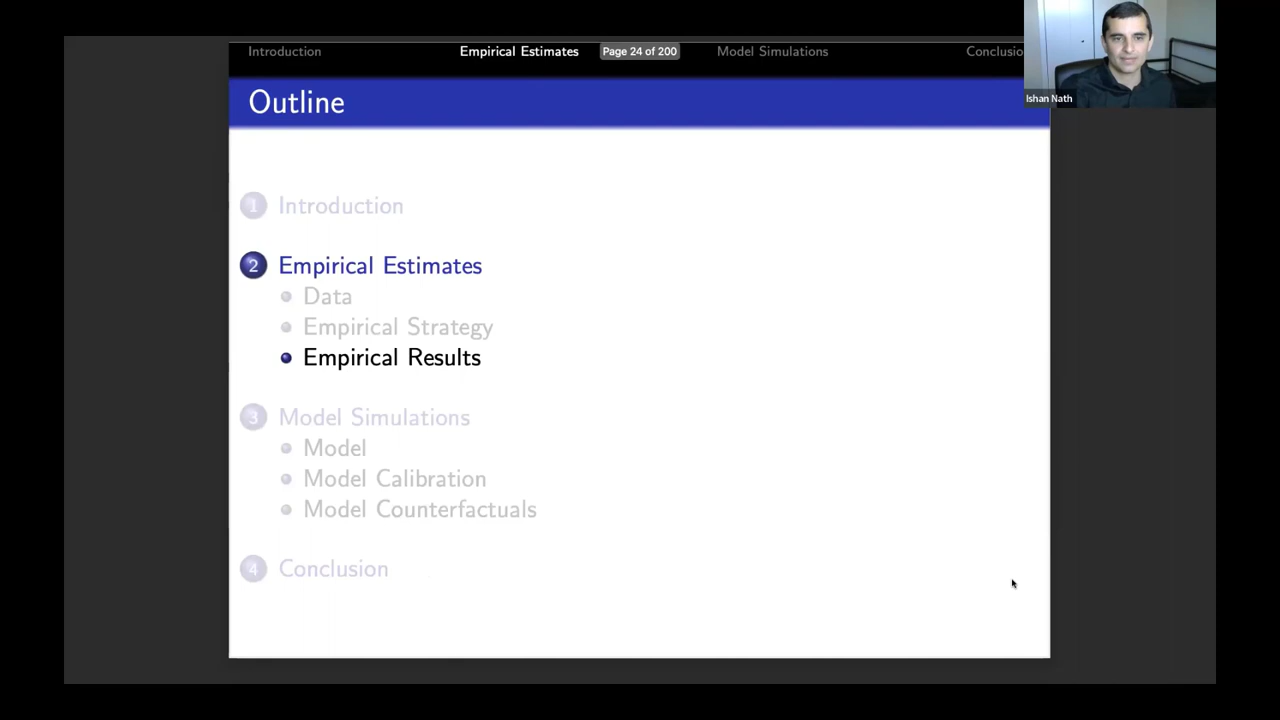 Introduction Empirical Estimates Page 24 of 200 Model Simulations Conclusio
Ishan Nath
Outline
1 Introduction
2 Empirical Estimates
Data
Empirical Strategy
Empirical Results
3 Model Simulations
Model
Model Calibration
Model Counterfactuals
4 Conclusion